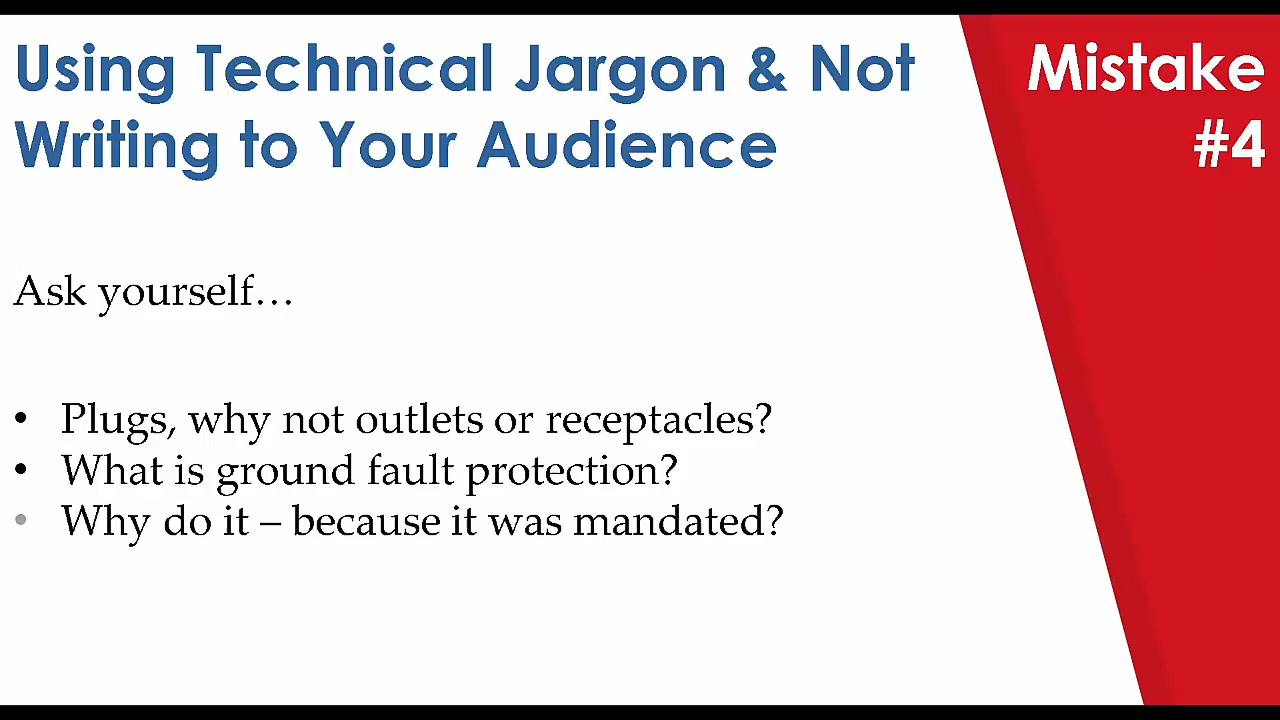 Using Technical Jargon & Not
Writing to Your Audience
Mistake
#4
Ask yourself…
• Plugs, why not outlets or receptacles?
• What is ground fault protection?
• Why do it – because it was mandated?